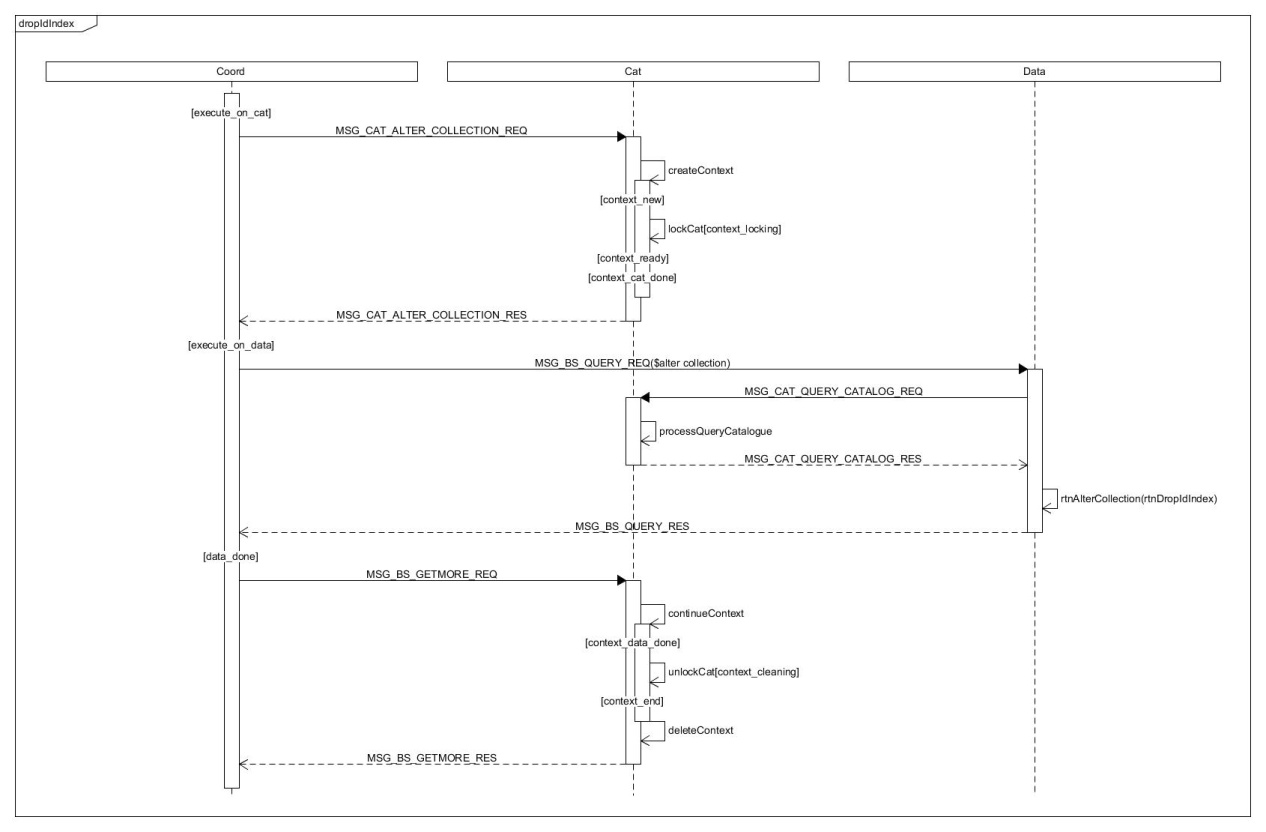 dropIdIndex
Coord
Cat
Data
[execute_on_cat]
MSG_CAT_ALTER_COLLECTION_REQ
createContext
[context_new]
lockCat[context_locking]
[context_ready]
[context_cat_done]
MSG_CAT_ALTER_COLLECTION_RES
[execute_on_data]
MSG_BS_QUERY_REQ($alter collection)
MSG_CAT_QUERY_CATALOG_REQ
processQueryCatalogue
MSG_CAT_QUERY_CATALOG_RES
rtnAlterCollection(rtnDropIdIndex)
MSG_BS_QUERY_RES
[data_done]
MSG_BS_GETMORE_REQ
continueContext
[context_data_done]
unlockCat[context_cleaning]
[context_end]
deleteContext
MSG_BS_GETMORE_RES